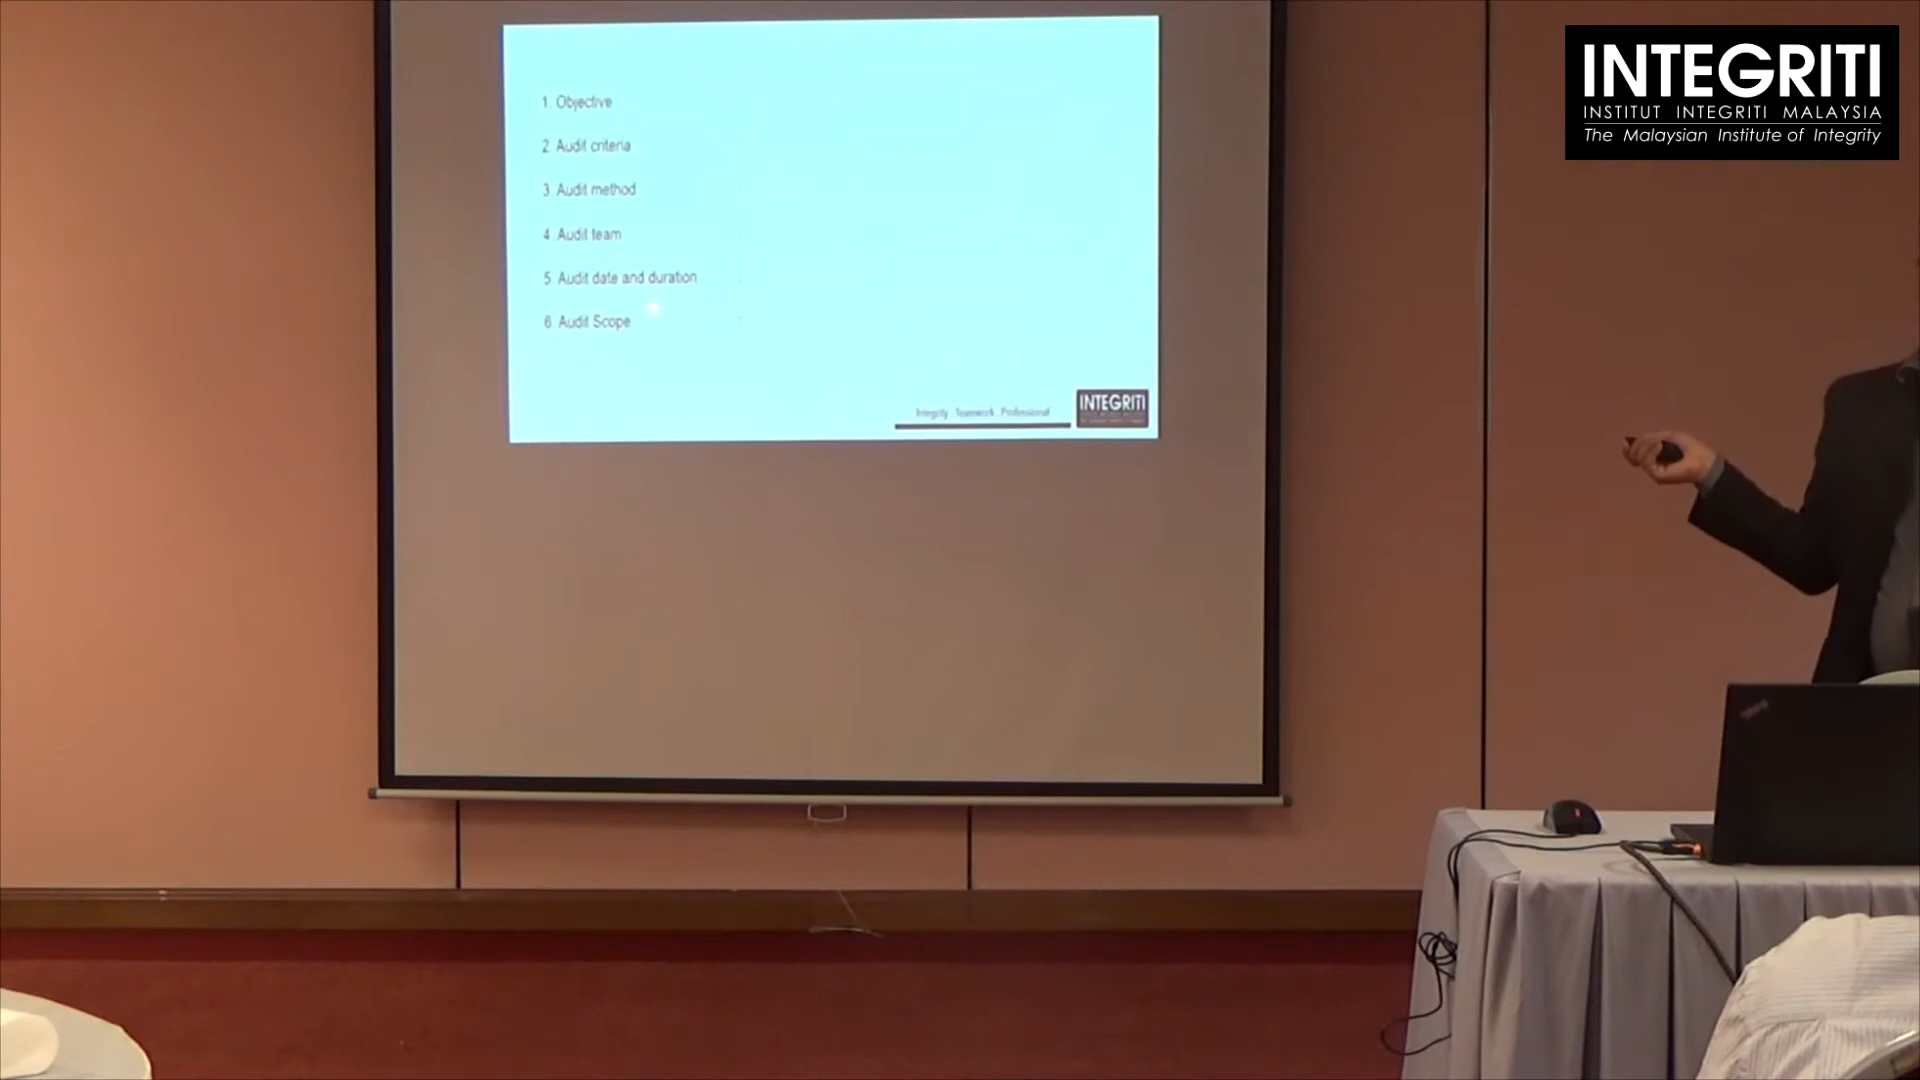 INTEGRITI
INSTITUT INTEGRITI MALAYSIA
The Malaysian Institute of Integrity
1. Objective :
2. Audit criteria :
3. Audit method
4. Audit team :
5. Audit date and duration :
6. Audit Scope :
Integrity . Teamwork . Professional
INTEGRITI